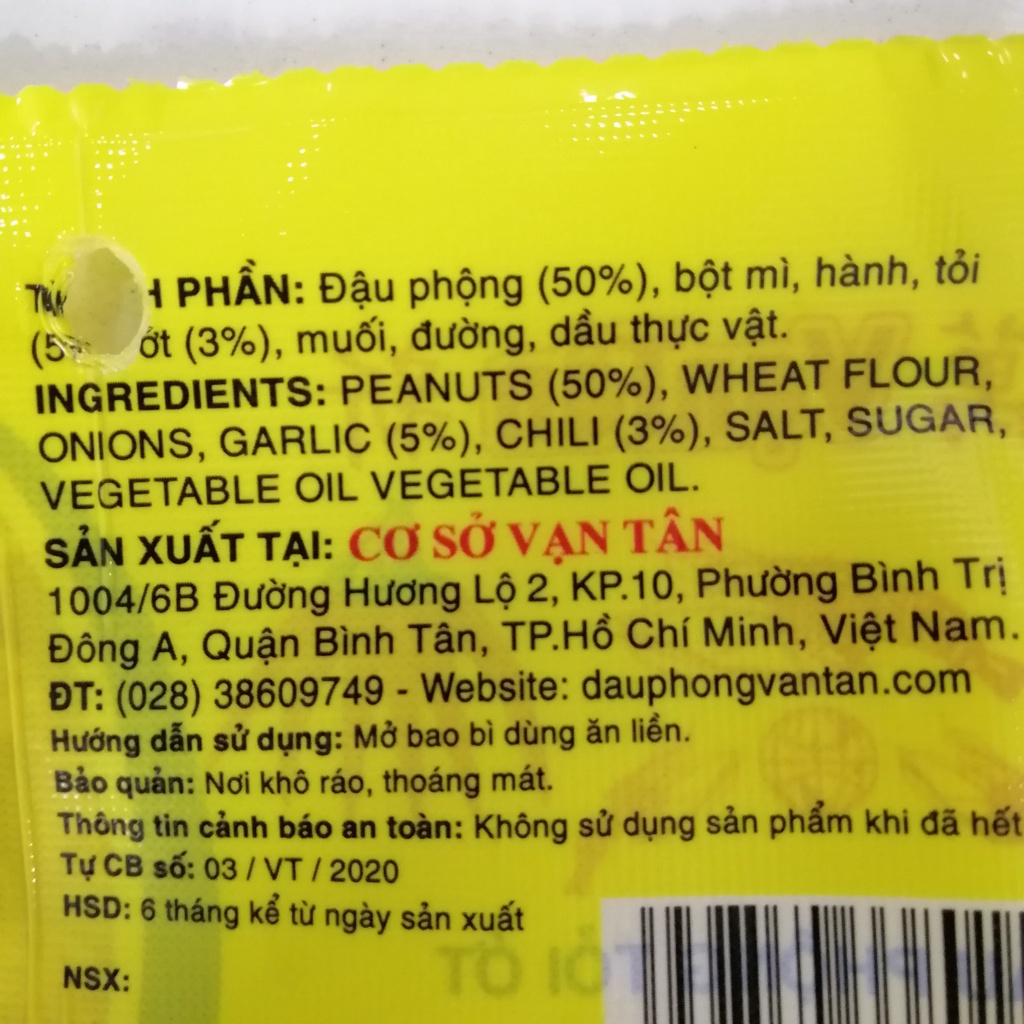 PHẦN: Đậu phộng (50%), bột mì, hành, tỏi
ớt (3%), muối, đường, dầu thực vật.
INGREDIENTS: PEANUTS (50%), WHEAT FLOUR,
ONIONS, GARLIC (5%), CHILI (3%), SALT, SUGAR,
VEGETABLE OIL VEGETABLE OIL.
SẢN XUẤT TẠI: CƠ SỞ VẠN TÂN
1004/6B Đường Hương Lộ 2, KP.10, Phường Bình Trị
Đông A, Quận Bình Tân, TP.Hồ Chí Minh, Việt Nam.
ĐT: (028) 38609749 - Website: dauphongvantan.com
Hướng dẫn sử dụng: Mở bao bì dùng ăn liền.
Bảo quản: Nơi khô ráo, thoáng mát.
Thông tin cảnh báo an toàn: Không sử dụng sản phẩm khi đã hết
Tự CB số: 03 / VT / 2020
HSD: 6 tháng kể từ ngày sản xuất
NSX: